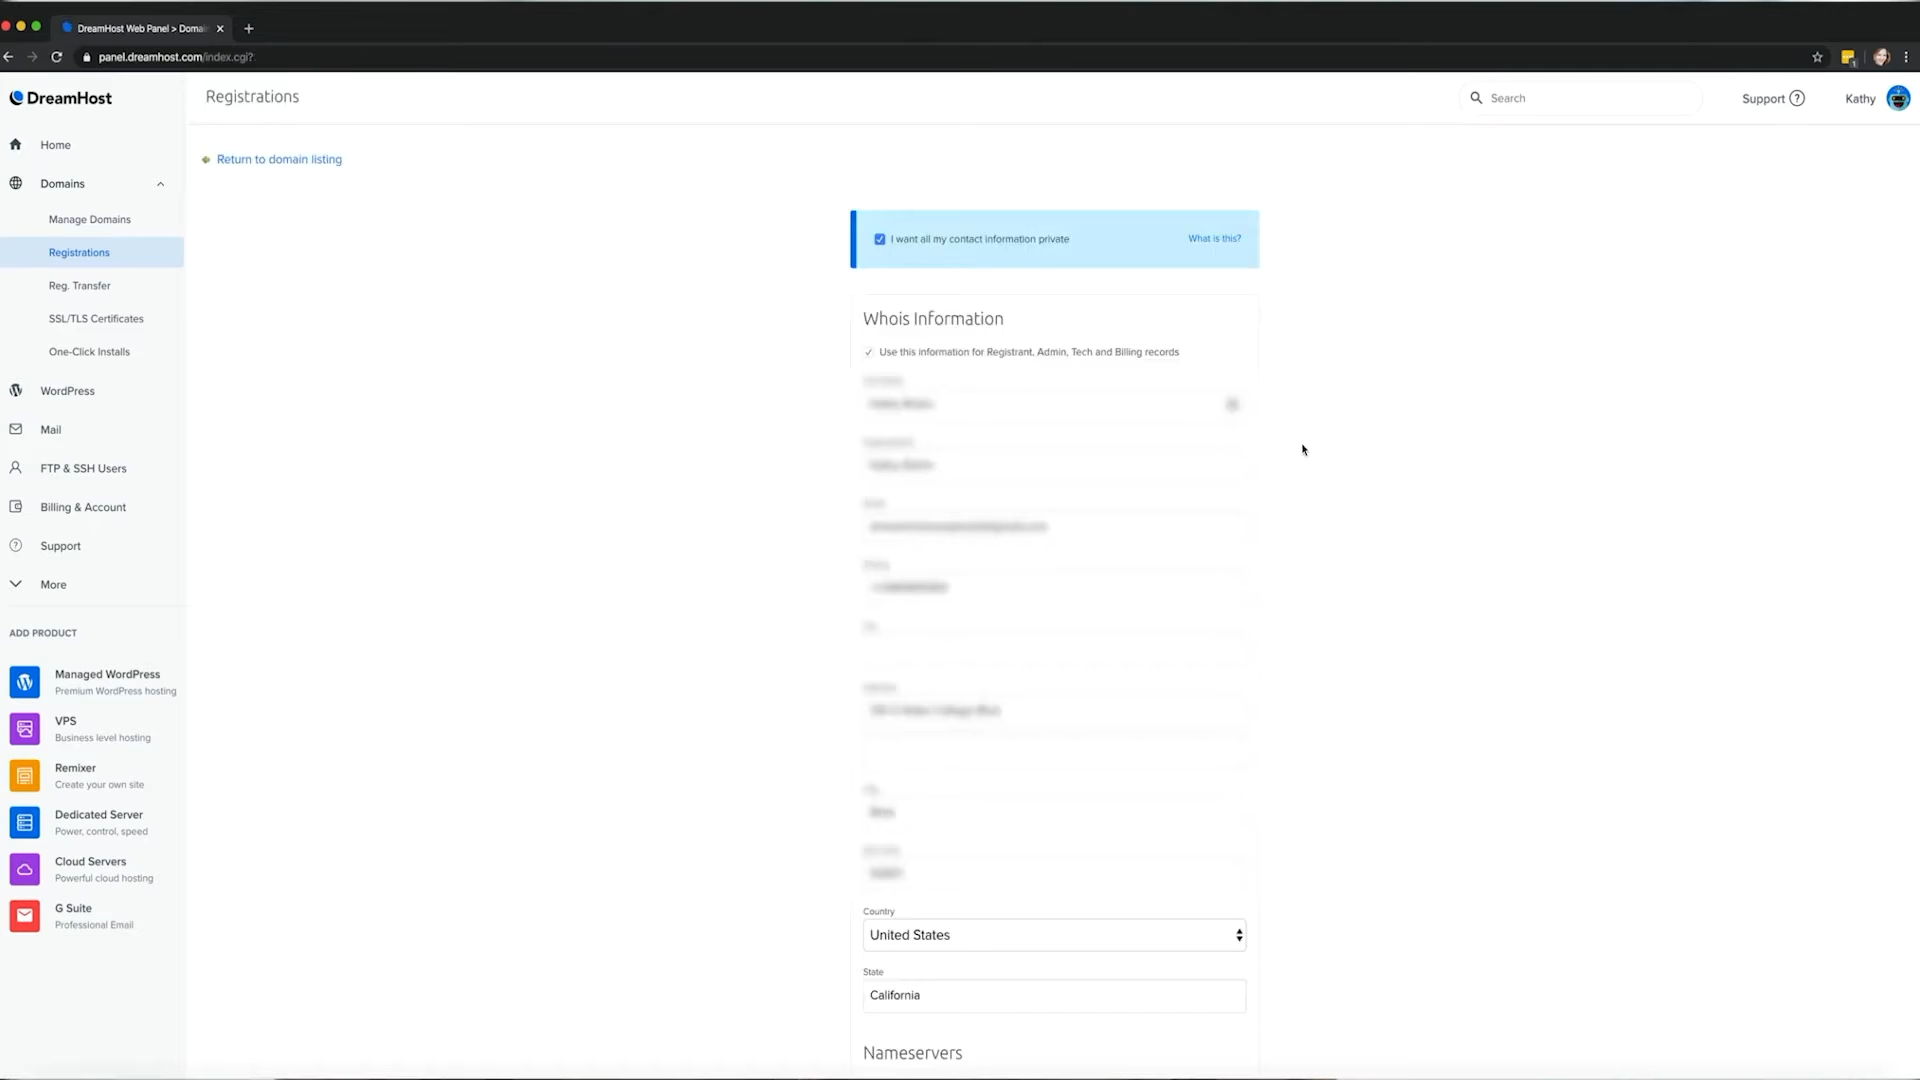 DreamHost Web Panel > Domai
panel.dreamhost.com/index.cgi?
1
DreamHost
Registrations
Search
Support ?
Kathy
Home
Domains
Manage Domains
Registrations
Reg. Transfer
SSL/TLS Certificates
One-Click Installs
WordPress
Mail
FTP & SSH Users
Billing & Account
Support
More
ADD PRODUCT
Managed WordPress
Premium WordPress hosting
VPS
Business level hosting
Remixer
Create your own site
Dedicated Server
Power, control, speed
Cloud Servers
Powerful cloud hosting
G Suite
Professional Email
Return to domain listing
I want all my contact information private
What is this?
Whois Information
Use this information for Registrant, Admin, Tech and Billing records
Country
United States
State
California
Nameservers